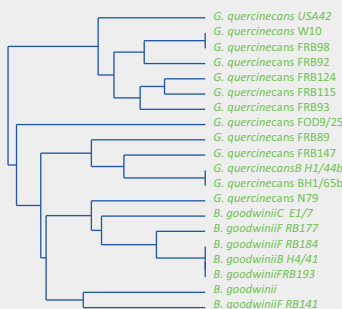 G. quercinecans USA42
G. quercinecans W10
G. quercinecans FRB98
G. quercinecans FRB92
G. quercinecans FRB124
G. quercinecans FRB115
G. quercinecans FRB93
G. quercinecans FOD9/25
G. quercinecans FRB89
G. quercinecans FRB147
G. quercinecansB H1/44b
G. quercinecans BH1/65b
G. quercinecans N79
B. goodwiniiC E1/7
B. goodwiniiF RB177
B. goodwiniiF RB184
B. goodwiniiB H4/41
B. goodwiniiFRB193
B. goodwinii
B. goodwiniiF RB141